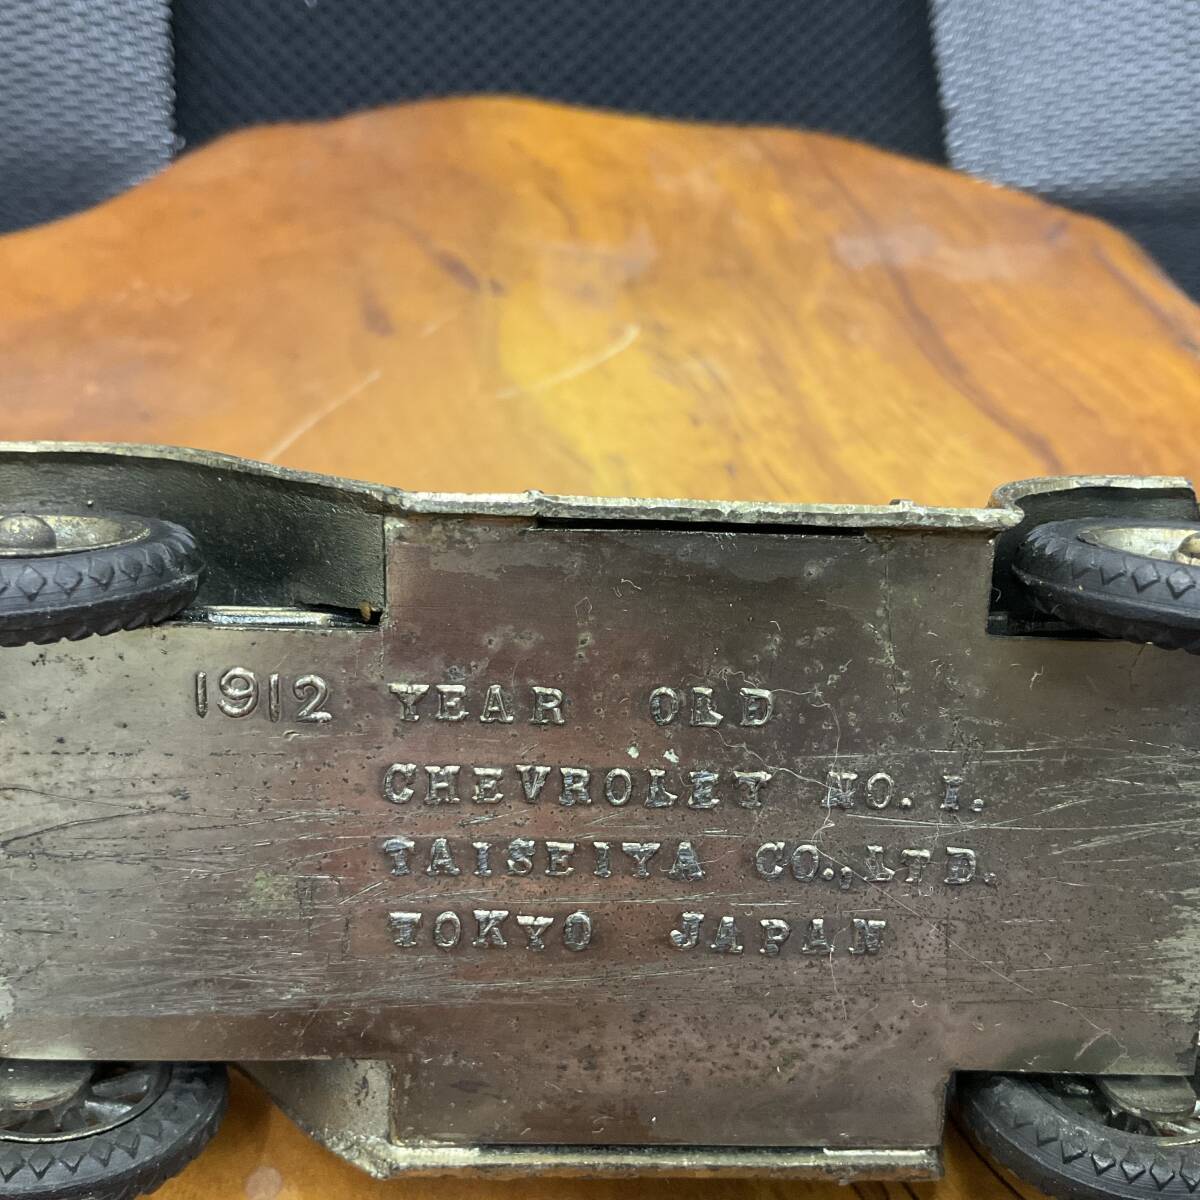 1912 YEAR OLD
CHEVROLET NO. 1.
TAISEIYA CO., LTD.
TOKYO JAPAN